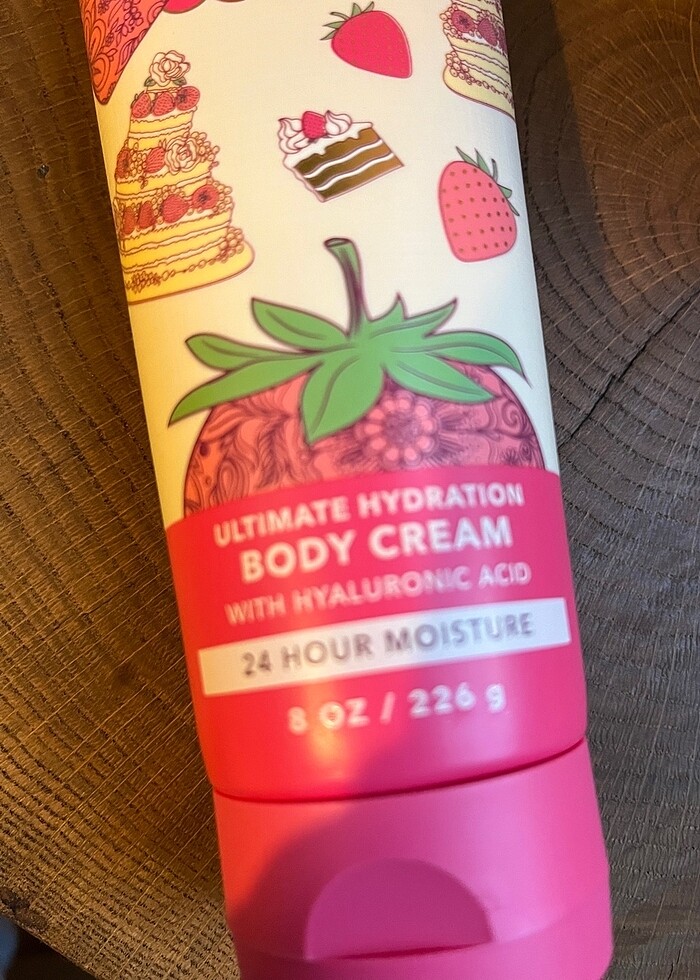 ULTIMATE HYDRATION
BODY CREAM
WITH HYALURONIC ACID
24 HOUR MOISTURE
8 OZ / 226 g